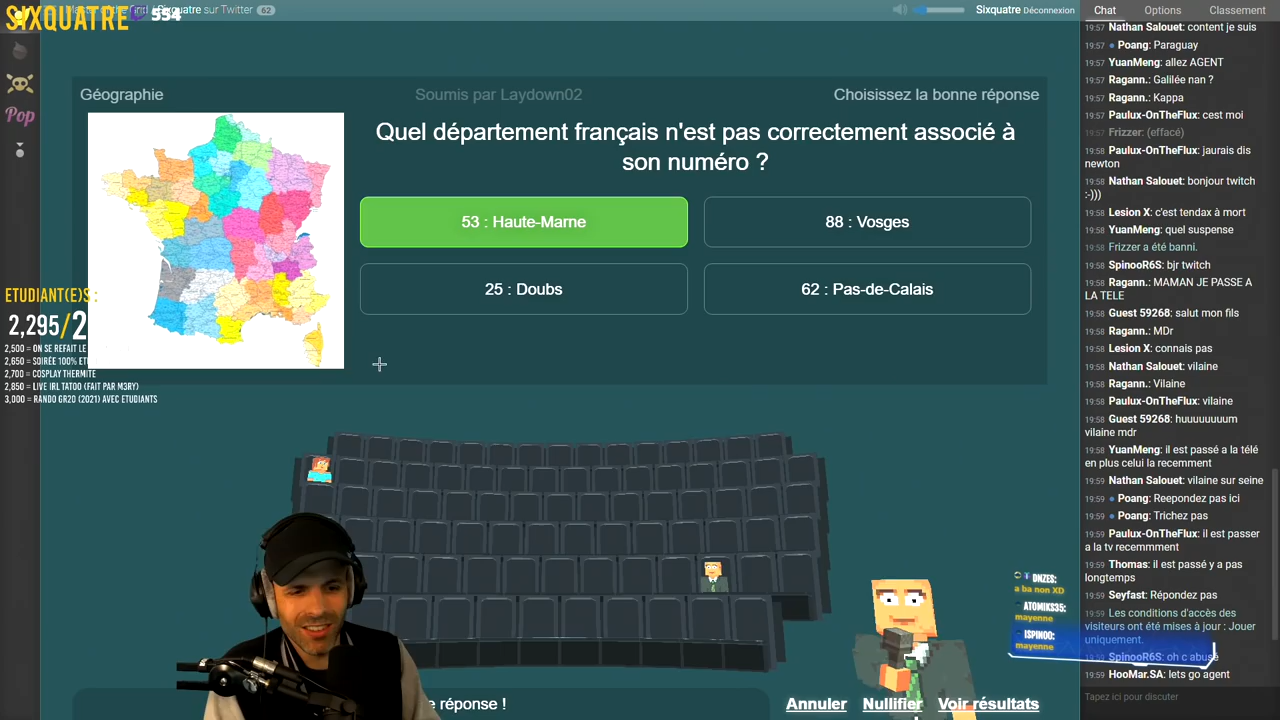 SIXQUATRE
554
Sixquatre sur Twitter 62
Sixquatre Déconnexion
Chat
Options
Classement
Pop
Géographie
Soumis par Laydown02
Choisissez la bonne réponse
Quel département français n'est pas correctement associé à
son numéro ?
53 : Haute-Marne
88 : Vosges
25 : Doubs
62 : Pas-de-Calais
ETUDIANT(E)S :
2,295/2
2,500 = ON SE REFAIT LE
2,650 = SOIRÉE 100% ET
2,700 = COSPLAY THERMITE
2,850 = LIVE IRL TATOO (FAIT PAR M3RY)
3,000 = RANDO GR20 (2021) AVEC ETUDIANTS
DNZES:
a ba non XD
ATOMIKS35:
mayenne
ISPINOO:
mayenne
e réponse !
Annuler
Nullifier
Voir résultats
19:57 Nathan Salouet: content je suis
19:57 Poang: Paraguay
19:57 YuanMeng: allez AGENT
19:57 Ragann.: Galilée nan ?
19:57 Ragann.: Kappa
19:57 Paulux-OnTheFlux: cest moi
19:57 Frizzer: (effacé)
19:58 Paulux-OnTheFlux: jaurais dis
newton
19:58 Nathan Salouet: bonjour twitch
:-)))
19:58 Lesion X: c'est tendax à mort
19:58 YuanMeng: quel suspense
19:58 Frizzer a été banni.
19:58 SpinooR6S: bjr twitch
19:58 Ragann.: MAMAN JE PASSE A
LA TELE
19:58 Guest 59268: salut mon fils
19:58 Ragann.: MDr
19:58 Lesion X: connais pas
19:58 Nathan Salouet: vilaine
19:58 Ragann.: Vilaine
19:58 Paulux-OnTheFlux: vilaine
19:58 Guest 59268: huuuuuuuum
vilaine mdr
19:58 YuanMeng: il est passé a la télé
en plus celui la recemment
19:59 Nathan Salouet: vilaine sur seine
19:59 Poang: Reepondez pas ici
19:59 Poang: Trichez pas
19:59 Paulux-OnTheFlux: il est passer
a la tv recemmment
19:59 Thomas: il est passé y a pas
longtemps
19:59 Seyfast: Répondez pas
19:59 Les conditions d'accès des
visiteurs ont été mises à jour : Jouer
uniquement.
19:59 SpinooR6S: oh c abusé
19:59 HooMar.SA: lets go agent
Tapez ici pour discuter